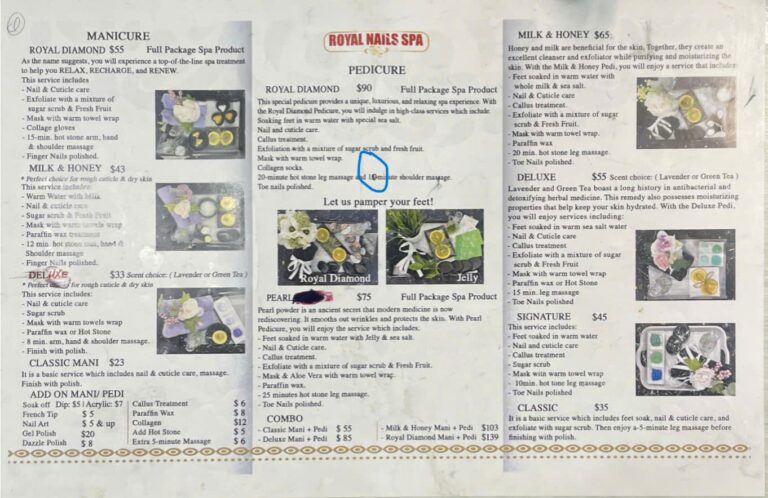 MANICURE
ROYAL DIAMOND $55 Full Package Spa Product
As the name suggests, you will experience a top-of-the-line spa treatment
to help you RELAX, RECHARGE, and RENEW.
This service includes
- Nail & Cuticle care
- Exfoliate with a mixture of
sugar scrub & Fresh Fruit
- Mask with warm towel wrap
- Collagen gloves
- 15-min. hot stone arm, hand
& shoulder massage
- Finger Nails polished.
MILK & HONEY $43
* Perfect choice for rough cuticle & dry skin
This service includes:
- Warm Water with Milk
- Nail & cuticle care
- Sugar scrub & Fresh Fruit
- Mask with warm towels wrap
- Paraffin wax treatment
- 12 min. hot stone arm, hand &
Shoulder massage
- Finger Nails polished.
DELUXE $33 Scent choice: ( Lavender or Green Tea )
* Perfect for rough cuticle & dry skin
This service includes:
- Nail & Cuticle care
- Sugar scrub
- Mask with warm towels wrap
- Paraffin wax or Hot Stone
- 8 min. arm, hand & shoulder massage.
- Finish with polish.
CLASSIC MANI $23
It is a basic service which includes nail & cuticle care, massage.
Finish with polish.
ADD ON MANI/ PEDI
Soak off Dip: $5 | Acrylic: $7
French Tip $ 5
Nail Art $ 5 & up
Gel Polish $20
Dazzle Polish $ 8
Callus Treatment $ 6
Paraffin Wax $ 8
Collagen $12
Add Hot Stone $ 5
Extra 5-minute Massage $ 6
ROYAL NAILS SPA
PEDICURE
ROYAL DIAMOND $90 Full Package Spa Product
This special pedicure provides a unique, luxurious, and relaxing spa experience. With
the Royal Diamond Pedicure, you will indulge in high-class services which include.
Soaking feet in warm water with special sea salt.
Nail and cuticle care.
Callus treatment.
Exfoliation with a mixture of sugar scrub and fresh fruit.
Mask with warm towel wrap.
Collagen socks.
20-minute hot stone leg massage and 10-minute shoulder massage.
Toe nails polished.
Let us pamper your feet!
Royal Diamond
Jelly
PEARL $75 Full Package Spa Product
Pearl powder is an ancient secret that modern medicine is now
rediscovering. It smooths out wrinkles and protects the skin. With Pearl
Pedicure, you will enjoy the service which includes:
- Feet soaked in warm water with Jelly & sea salt.
- Nail & Cuticle care.
- Callus treatment.
- Exfoliate with a mixture of sugar scrub & Fresh Fruit.
- Mask & Aloe Vera with warm towel wrap.
- Paraffin wax.
- 25 minutes hot stone leg massage.
- Toe Nails polished.
COMBO
- Classic Mani + Pedi $ 55
- Deluxe Mani + Pedi $ 85
- Milk & Honey Mani + Pedi $103
- Royal Diamond Mani + Pedi $139
MILK & HONEY $65
Honey and milk are beneficial for the skin. Together, they create an
excellent cleanser and exfoliator while purifying and moisturizing the
skin. With the Milk & Honey Pedi, you will enjoy a service that includes
- Feet soaked in warm water with
whole milk & sea salt.
- Nail & Cuticle care.
- Callus treatment.
- Exfoliate with a mixture of sugar
scrub & Fresh Fruit.
- Mask with warm towel wrap.
- Paraffin wax
- 20 min. hot stone leg massage.
- Toe Nails polished.
DELUXE $55 Scent choice: ( Lavender or Green Tea )
Lavender and Green Tea boast a long history in antibacterial and
detoxifying herbal medicine. This remedy also possesses moisturizing
properties that help keep your skin hydrated. With the Deluxe Pedi,
you will enjoy services including:
- Feet soaked in warm sea salt water
- Nail & Cuticle care
- Callus treatment
- Exfoliate with a mixture of sugar
scrub & Fresh Fruit
- Mask with warm towel wrap
- Paraffin wax or Hot Stone
- 15 min. leg massage
- Toe Nails polished
SIGNATURE $45
This service includes:
- Feet soaked in warm water
- Nail and cuticle care
- Callus treatment
- Sugar scrub
- Mask with warm towel wrap
- 10min. hot tone leg massage
- Toe Nails polished
CLASSIC $35
It is a basic service which includes feet soak, nail & cuticle care, and
exfoliate with sugar scrub. Then enjoy a-5-minute leg massage before
finishing with polish.